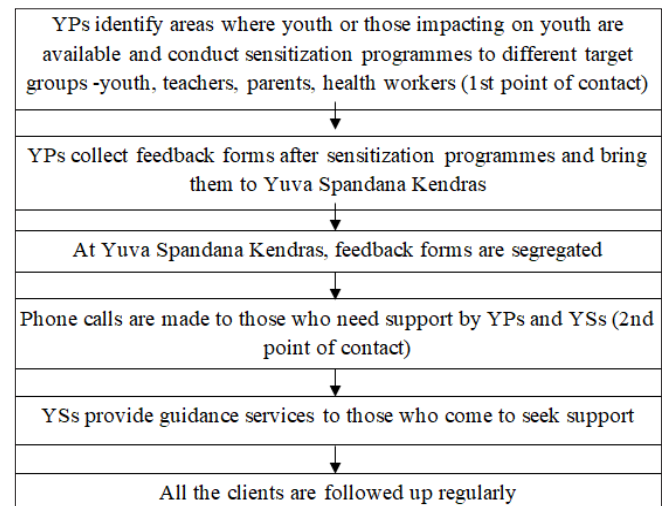 YPs identify areas where youth or those impacting on youth are
available and conduct sensitization programmes to different target
groups -youth, teachers, parents, health workers (1st point of contact)
YPs collect feedback forms after sensitization programmes and bring
them to Yuva Spandana Kendras
At Yuva Spandana Kendras, feedback forms are segregated
Phone calls are made to those who need support by YPs and YSs (2nd
point of contact)
YSs provide guidance services to those who come to seek support
All the clients are followed up regularly